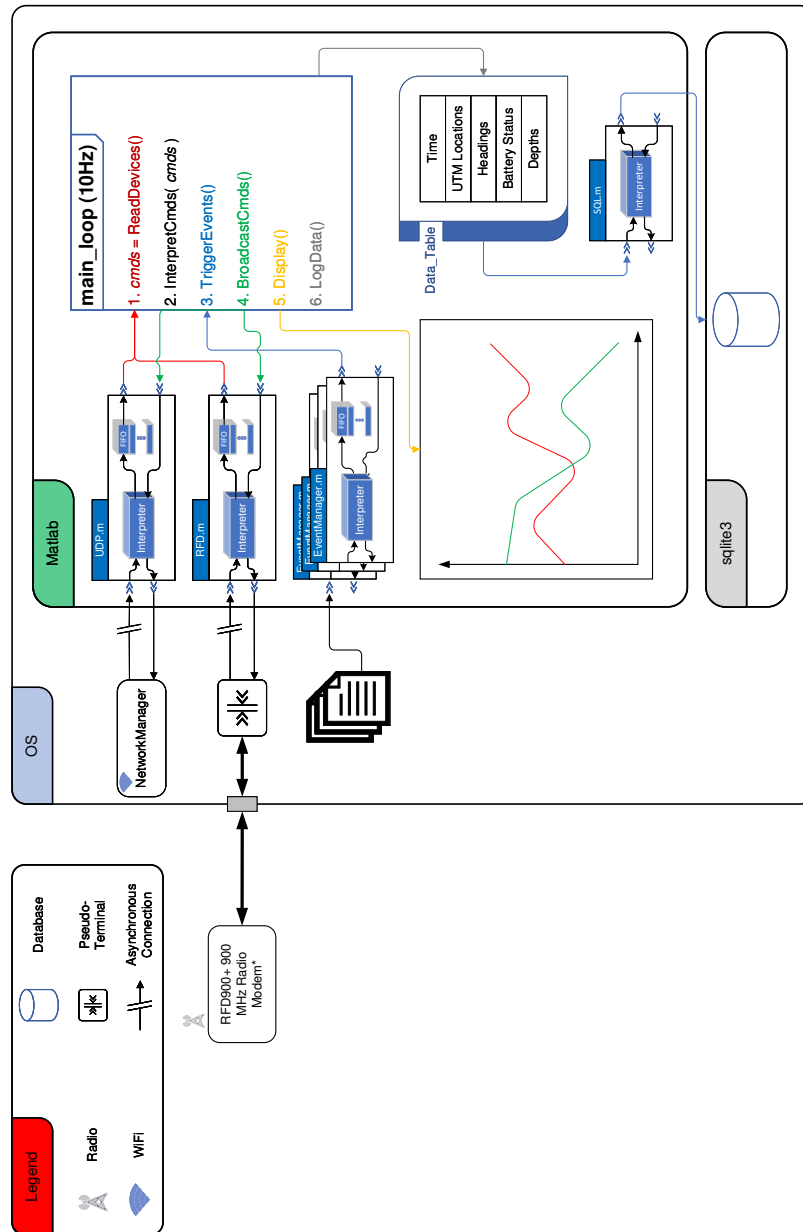 Legend
Radio
WiFi
Database
Pseudo-
Terminal
Asynchronous
Connection
RFD900+ 900
MHz Radio
Modem*
OS
NetworkManager
Matlab
UDP.m
Interpreter
FIFO
RFD.m
Interpreter
FIFO
EventManager.m
EventManager.m
EventManager.m
Interpreter
FIFO
main_loop (10Hz)
1. cmds = ReadDevices()
2. InterpretCmds( cmds )
3. TriggerEvents()
4. BroadcastCmds()
5. Display()
6. LogData()
Data_Table
Time
UTM Locations
Headings
Battery Status
Depths
SQL.m
Interpreter
sqlite3